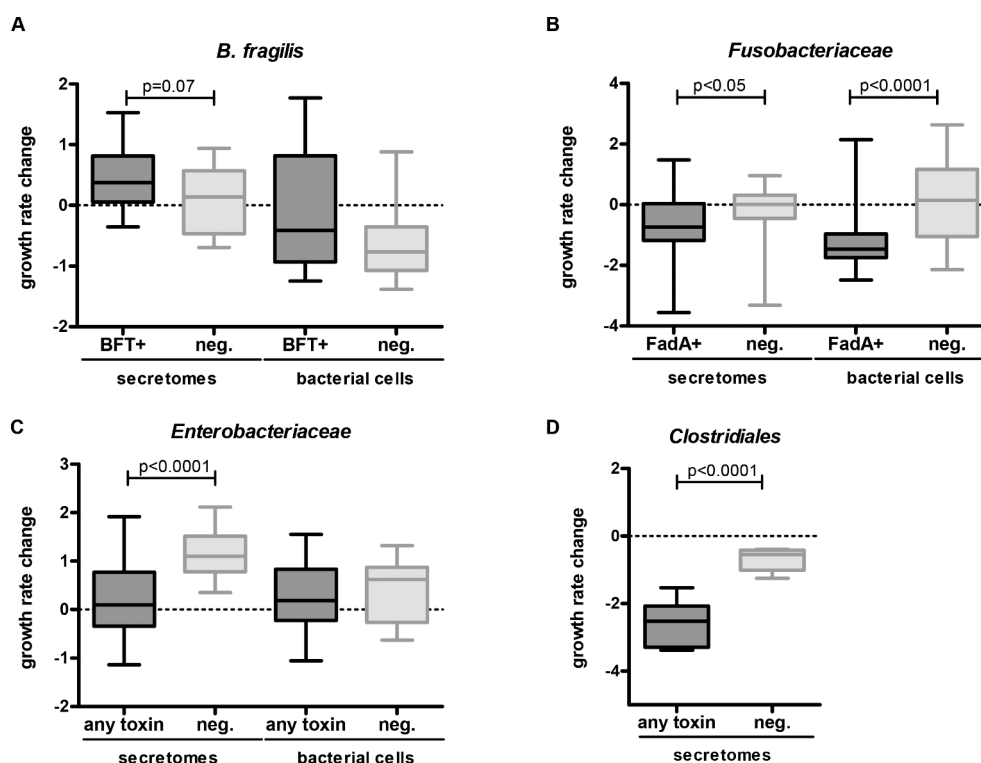 A
B. fragilis
2
1
0
-1
-2
growth rate change
p=0.07
BFT+
neg.
BFT+
neg.
secretomes
bacterial cells
B
Fusobacteriaceae
4
2
0
-2
-4
growth rate change
p<0.05
p<0.0001
FadA+
neg.
FadA+
neg.
secretomes
bacterial cells
C
Enterobacteriaceae
3
2
1
0
-1
-2
growth rate change
p<0.0001
any toxin
neg.
any toxin
neg.
secretomes
bacterial cells
D
Clostridiales
2
0
-2
-4
growth rate change
p<0.0001
any toxin
neg.
secretomes